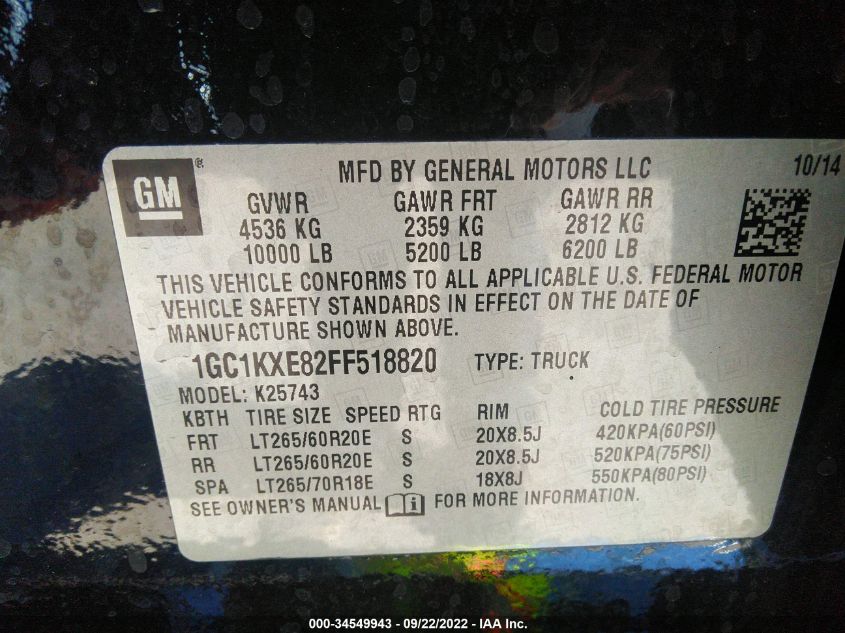 GM ® MFD BY GENERAL MOTORS LLC 10/14
GVWR GAWR FRT GAWR RR
4536 KG 2359 KG 2812 KG
10000 LB 5200 LB 6200 LB
THIS VEHICLE CONFORMS TO ALL APPLICABLE U.S. FEDERAL MOTOR
VEHICLE SAFETY STANDARDS IN EFFECT ON THE DATE OF
MANUFACTURE SHOWN ABOVE.
1GC1KXE82FF518820 TYPE: TRUCK
MODEL: K25743
KBTH TIRE SIZE SPEED RTG RIM COLD TIRE PRESSURE
FRT LT265/60R20E S 20X8.5J 420KPA(60PSI)
RR LT265/60R20E S 20X8.5J 520KPA(75PSI)
SPA LT265/70R18E S 18X8J 550KPA(80PSI)
SEE OWNER'S MANUAL i FOR MORE INFORMATION.
000-34549943 - 09/22/2022 - IAA Inc.